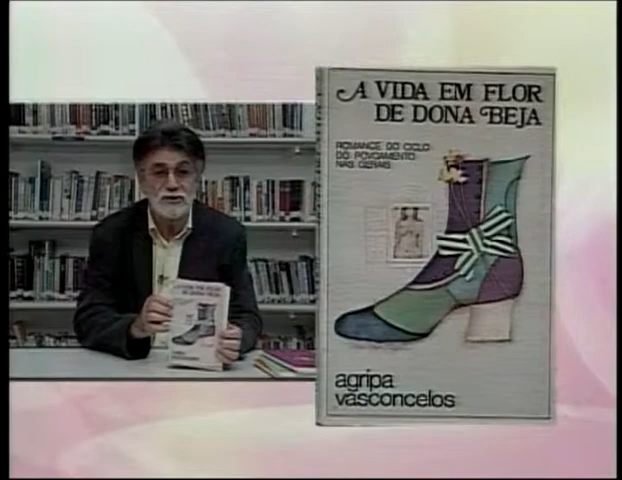 A VIDA EM FLOR
DE DONA BEJA
ROMANCE DO CICLO
DO POVOAMENTO
NAS GERAIS
agripa
vasconcelos